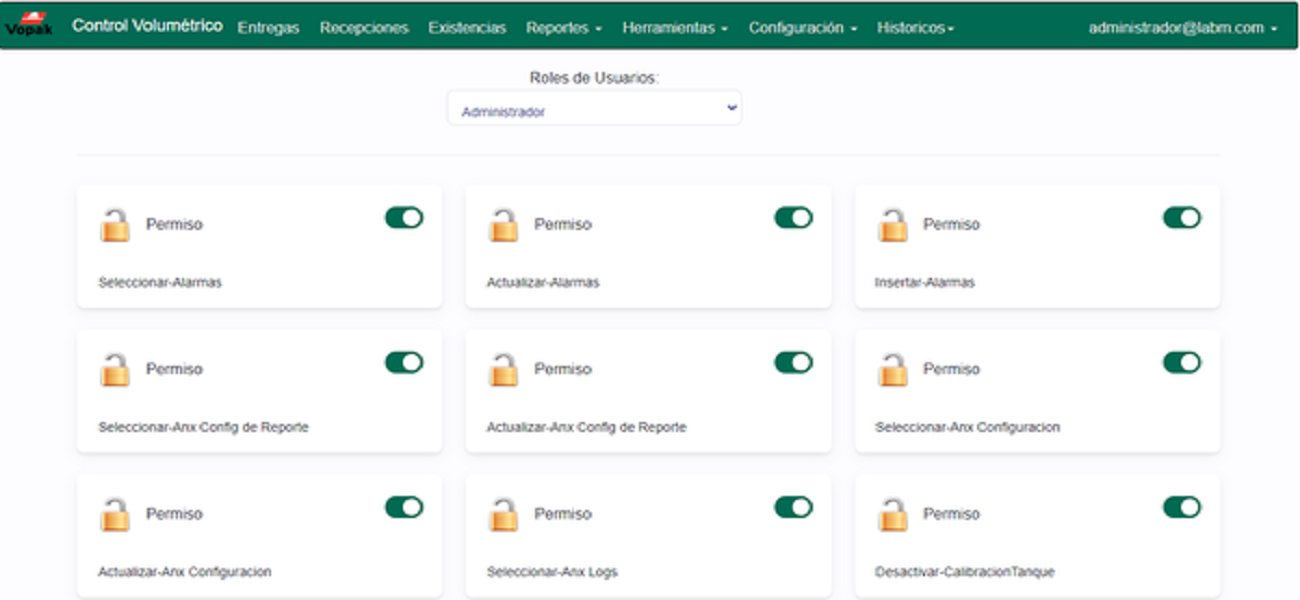 Vopak Control Volumétrico Entregas Recepciones Existencias Reportes Herramientas Configuración Historicos administrador@labm.com
Roles de Usuarios:
Administrador
Permiso Permiso Permiso
Seleccionar-Alarmas Actualizar-Alarmas Insertar-Alarmas
Permiso Permiso Permiso
Seleccionar-Anx Config de Reporte Actualizar-Anx Config de Reporte Seleccionar-Anx Configuracion
Permiso Permiso Permiso
Actualizar-Anx Configuracion Seleccionar-Anx Logs Desactivar-CalibracionTanque